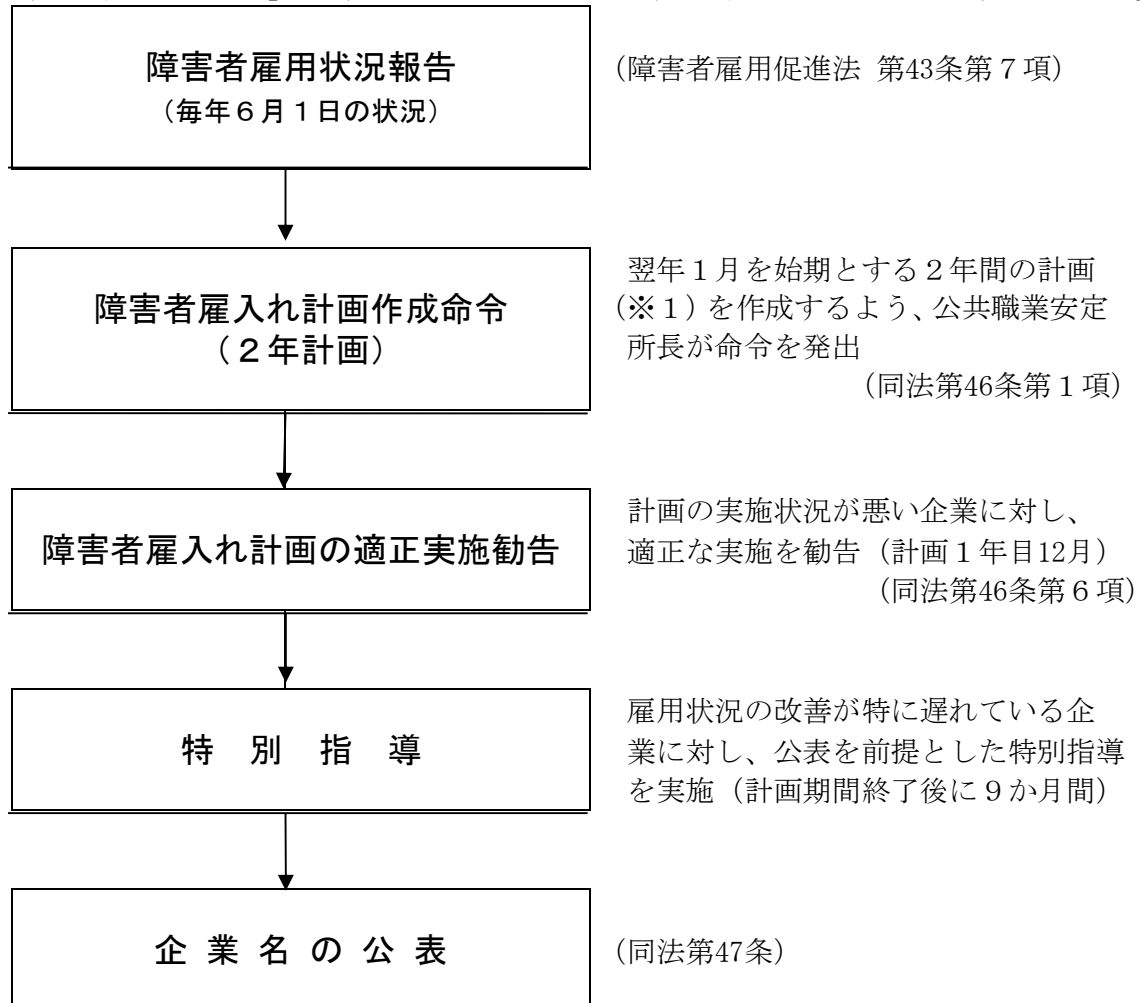 障害者雇用状況報告
（毎年６月１日の状況）
（障害者雇用促進法 第43条第７項）
障害者雇入れ計画作成命令
（２年計画）
翌年１月を始期とする２年間の計画
（※１）を作成するよう、公共職業安定
所長が命令を発出
（同法第46条第１項）
障害者雇入れ計画の適正実施勧告
計画の実施状況が悪い企業に対し、
適正な実施を勧告（計画１年目12月）
（同法第46条第６項）
特　別　指　導
雇用状況の改善が特に遅れている企
業に対し、公表を前提とした特別指導
を実施（計画期間終了後に９か月間）
企 業 名 の 公 表
（同法第47条）